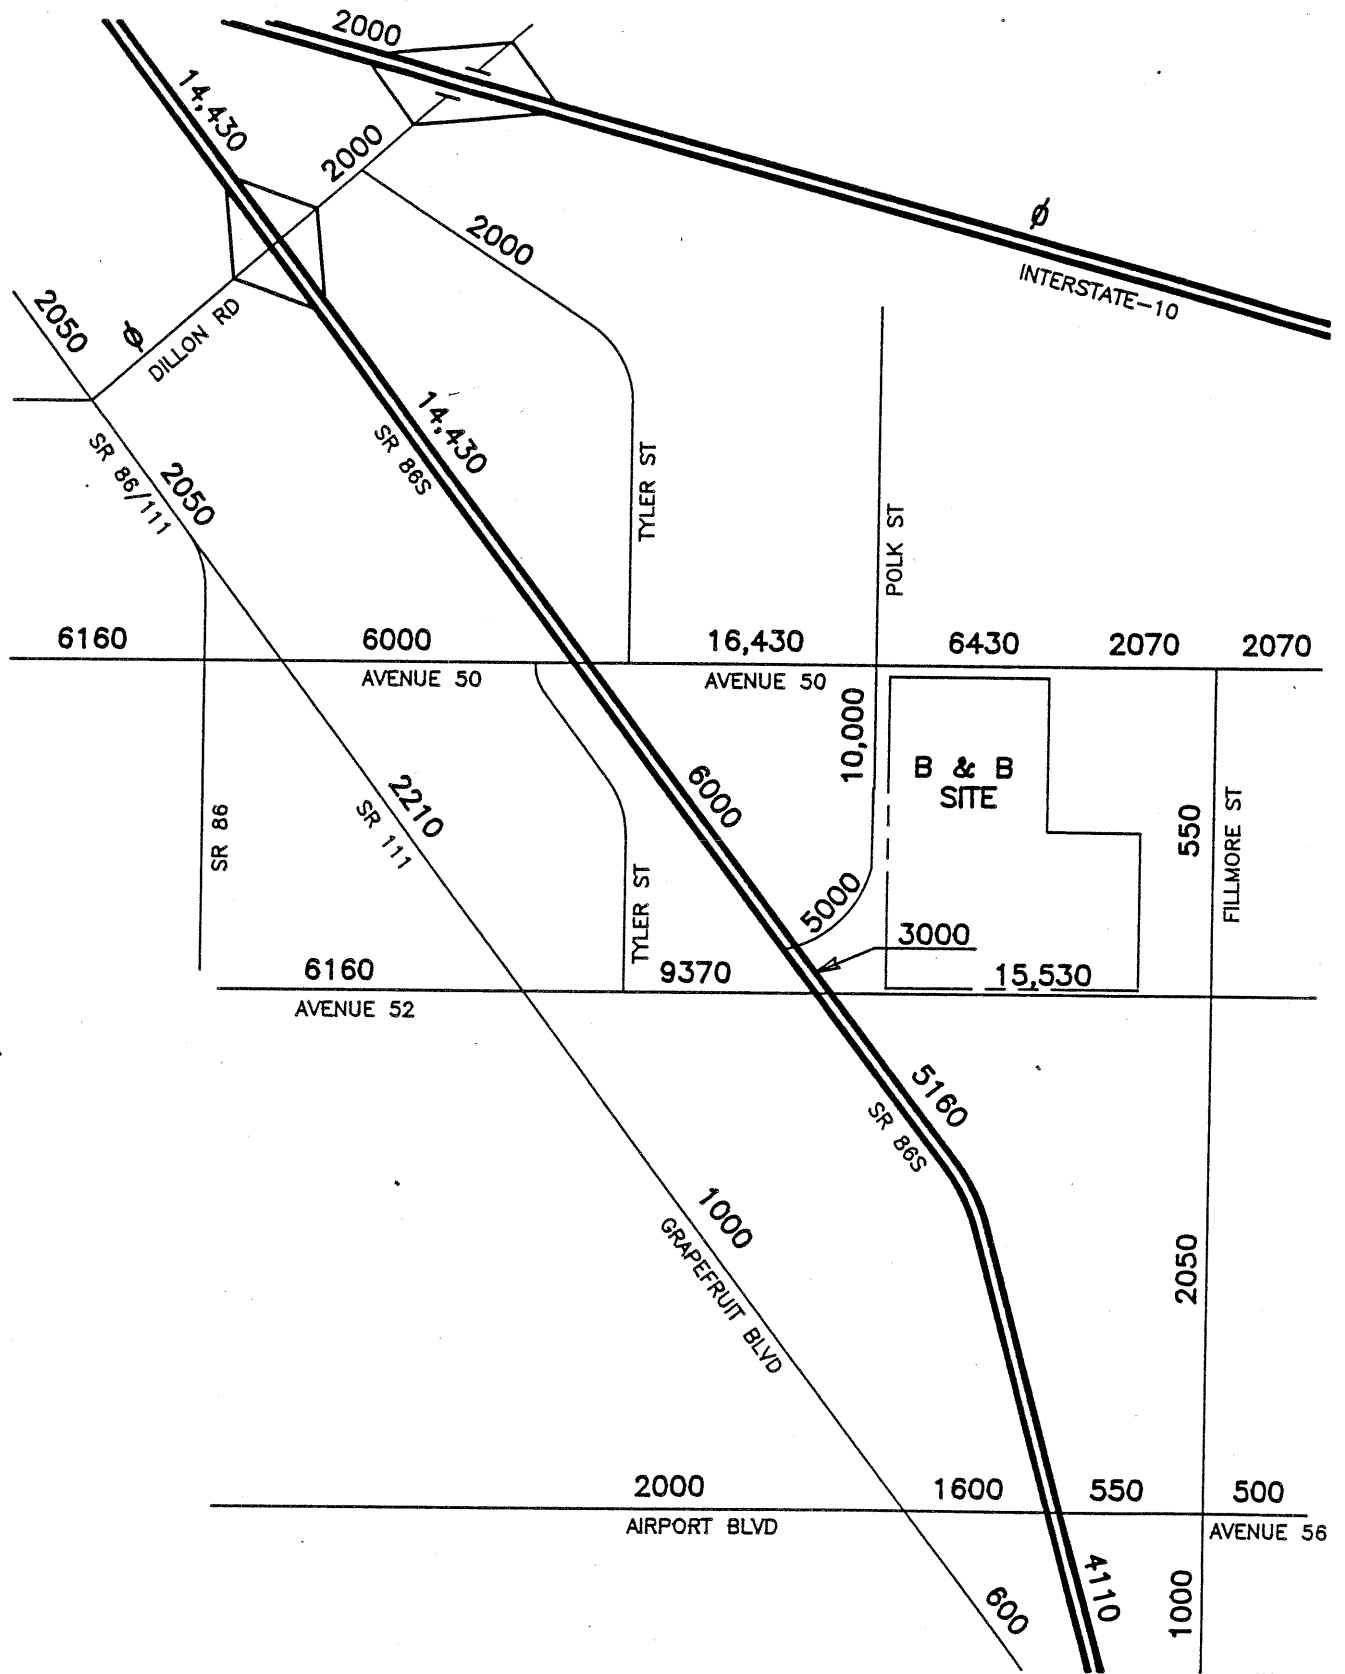 2000
14,430
2000
2000
ϕ
INTERSTATE-10
2050
ϕ
DILLON RD
14,430
SR 86S
SR 86/111
2050
TYLER ST
POLK ST
6160
6000
16,430
6430
2070
2070
AVENUE 50
AVENUE 50
10,000
B & B
SITE
6000
2210
SR 111
SR 86
550
FILLMORE ST
TYLER ST
5000
3000
6160
9370
15,530
AVENUE 52
5160
SR 86S
1000
GRAPEFRUIT BLVD
2050
2000
1600
550
500
AIRPORT BLVD
AVENUE 56
4110
600
1000